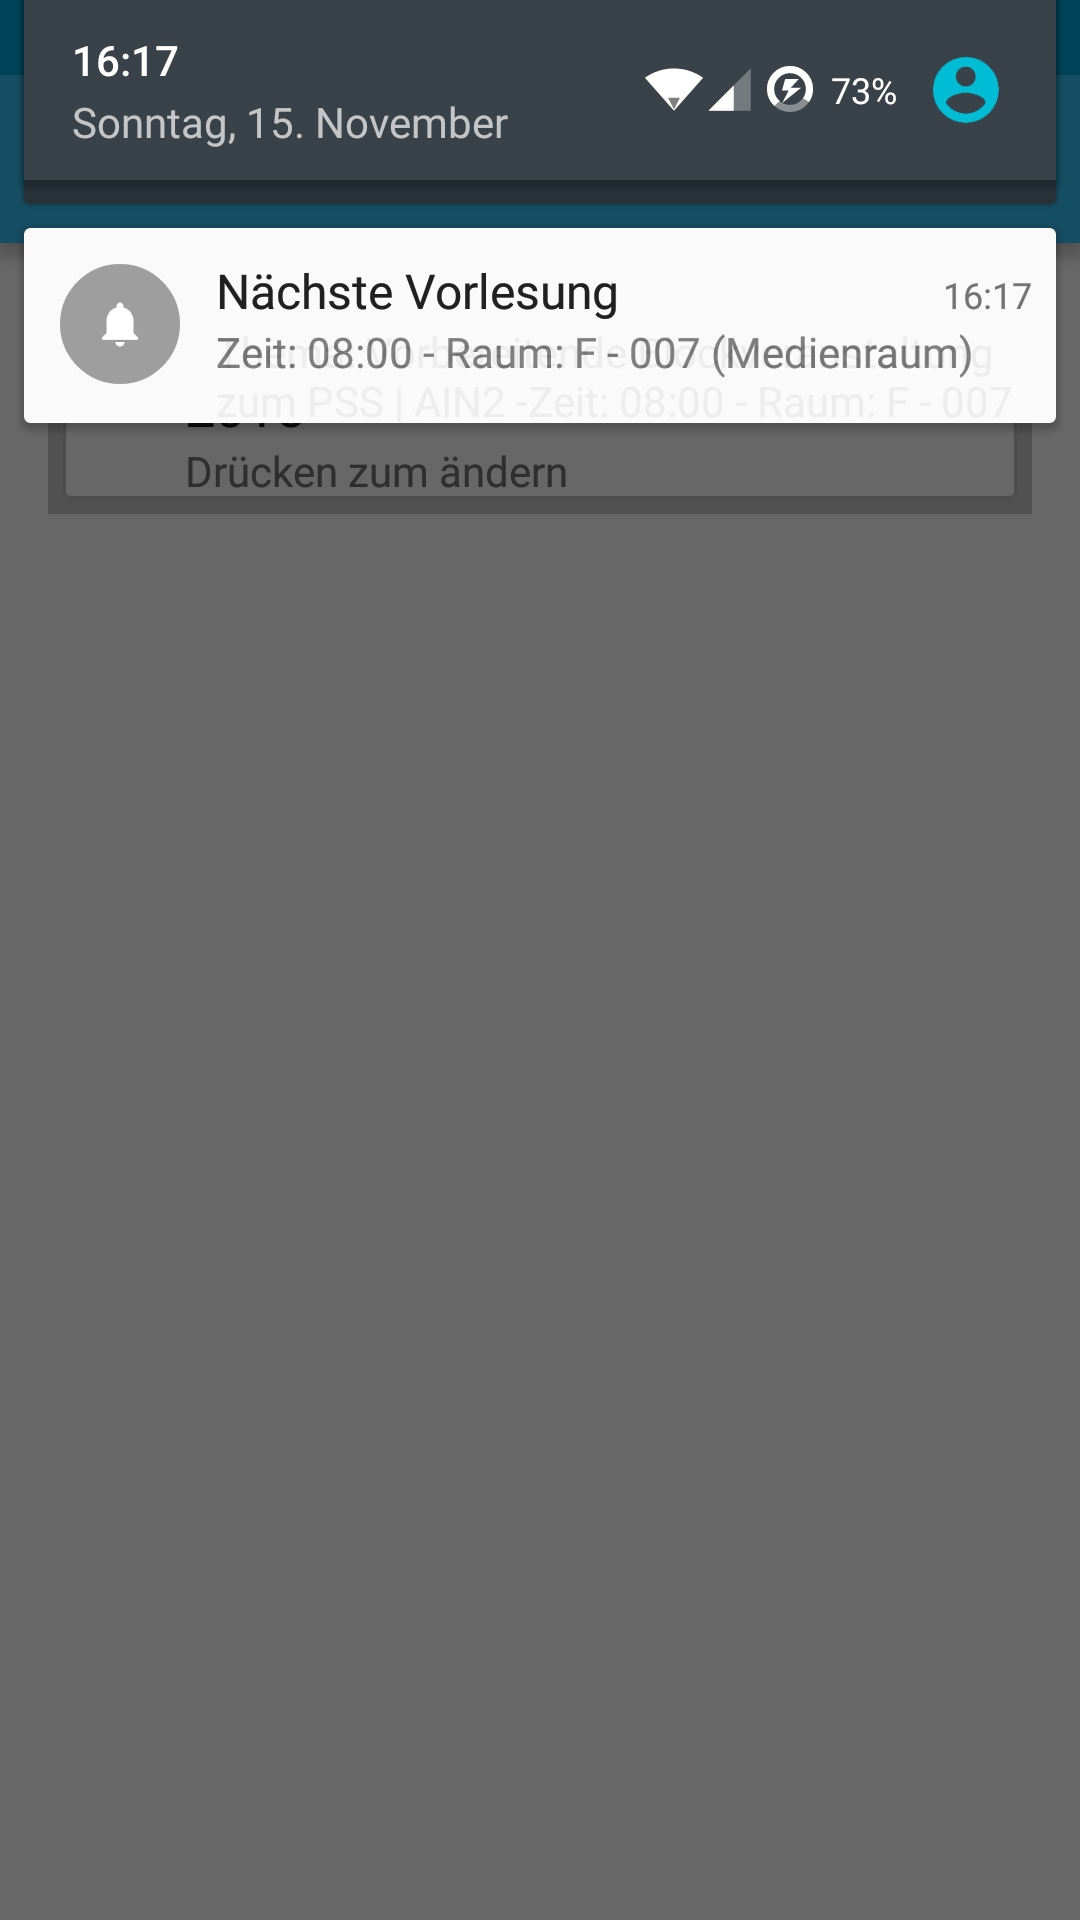 16:17
73%
Sonntag, 15. November
Nächste Vorlesung
16:17
Zeit: 08:00 - Raum: F - 007 (Medienraum)
zum PSS | AIN2 -Zeit: 08:00 - Raum: F - 007
Drücken zum ändern